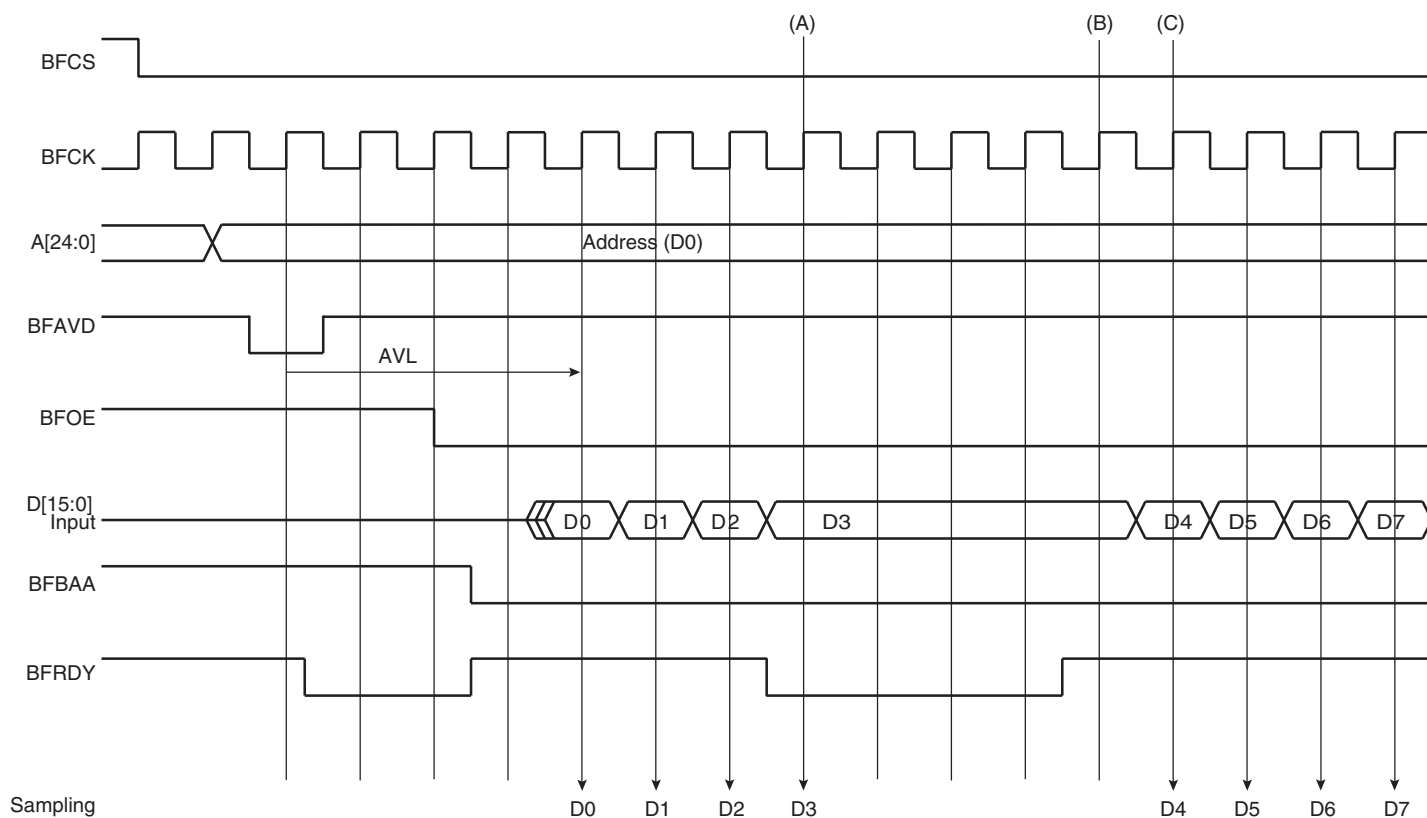 (A) (B) (C)
BFCS
BFCK
A[24:0] Address (D0)
BFAVD
AVL
BFOE
D[15:0]
Input D0 D1 D2 D3 D4 D5 D6 D7
BFBAA
BFRDY
Sampling D0 D1 D2 D3 D4 D5 D6 D7